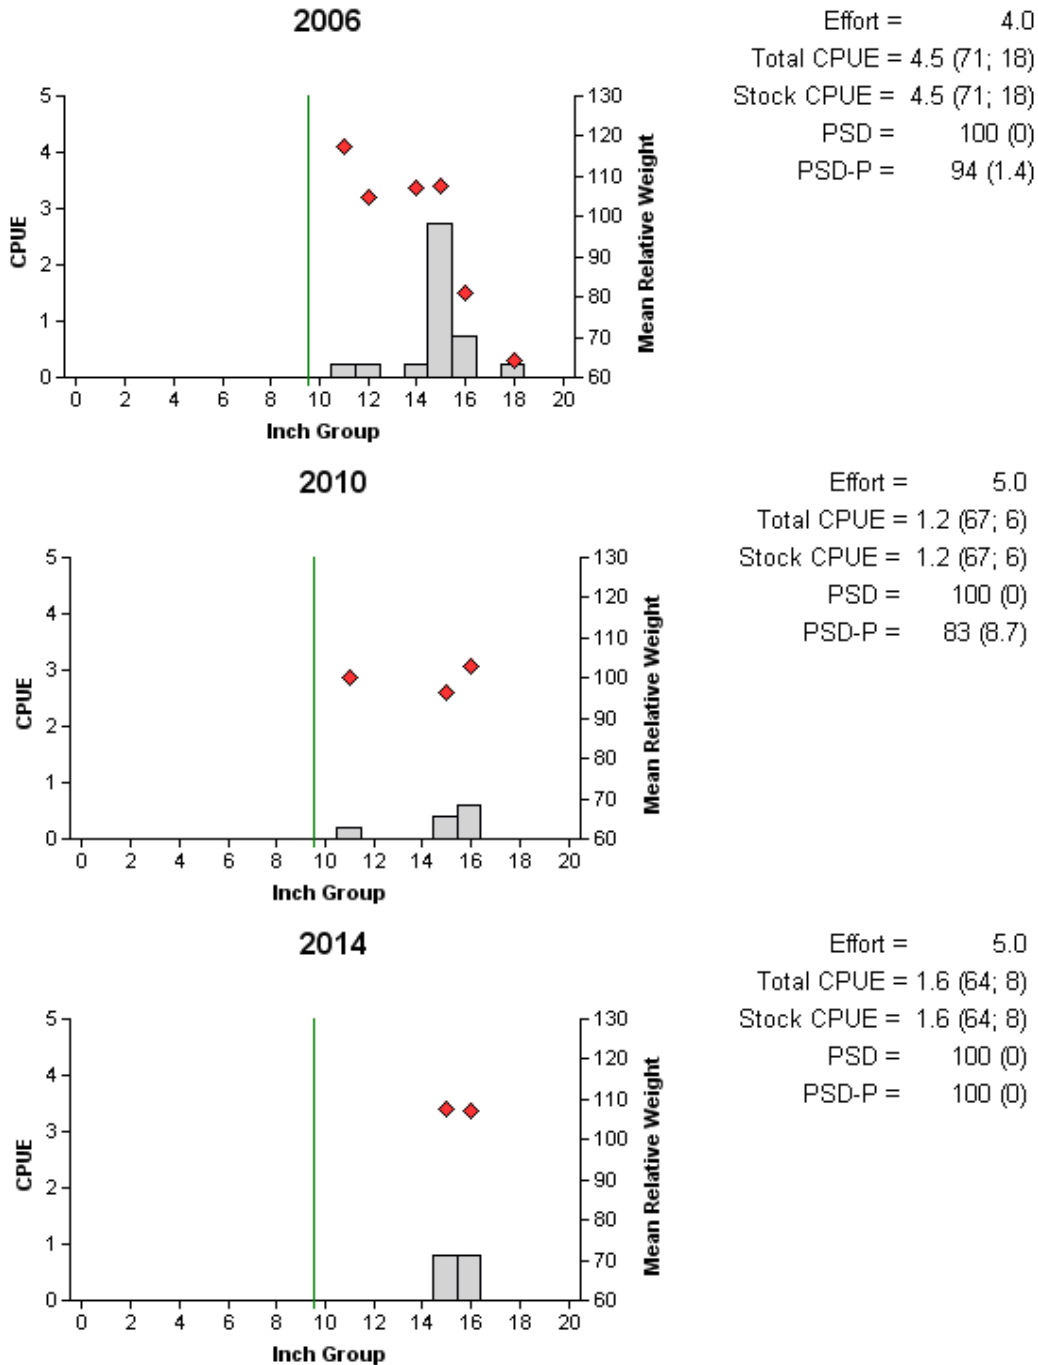 2006
Effort = 4.0
Total CPUE = 4.5 (71; 18)
Stock CPUE = 4.5 (71; 18)
PSD = 100 (0)
PSD-P = 94 (1.4)
5
4
3
2
1
0
CPUE
130
120
110
100
90
80
70
60
Mean Relative Weight
0 2 4 6 8 10 12 14 16 18 20
Inch Group
2010
Effort = 5.0
Total CPUE = 1.2 (67; 6)
Stock CPUE = 1.2 (67; 6)
PSD = 100 (0)
PSD-P = 83 (8.7)
5
4
3
2
1
0
CPUE
130
120
110
100
90
80
70
60
Mean Relative Weight
0 2 4 6 8 10 12 14 16 18 20
Inch Group
2014
Effort = 5.0
Total CPUE = 1.6 (64; 8)
Stock CPUE = 1.6 (64; 8)
PSD = 100 (0)
PSD-P = 100 (0)
5
4
3
2
1
0
CPUE
130
120
110
100
90
80
70
60
Mean Relative Weight
0 2 4 6 8 10 12 14 16 18 20
Inch Group